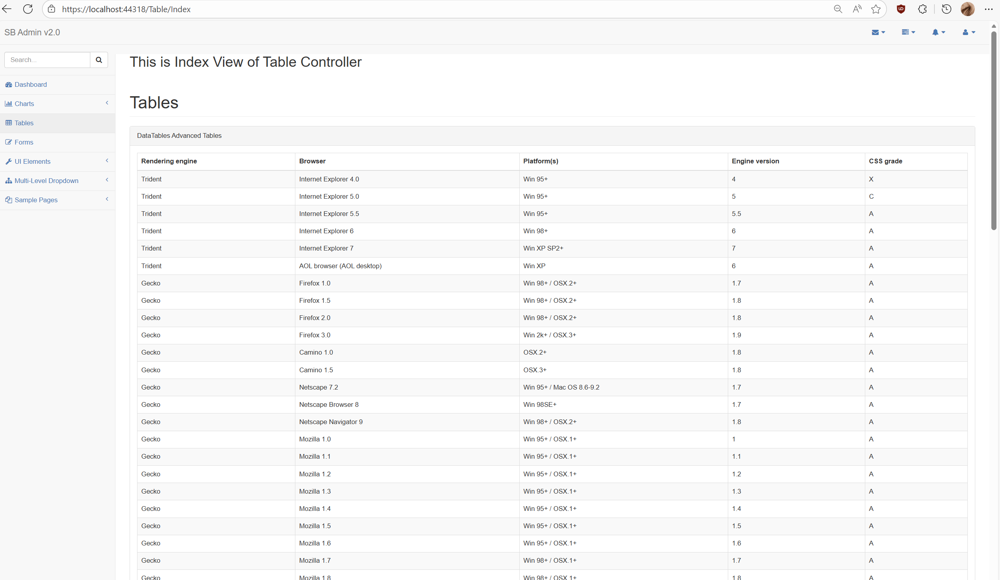 https://localhost:44318/Table/Index
SB Admin v2.0
Search...
Dashboard
Charts
Tables
Forms
UI Elements
Multi-Level Dropdown
Sample Pages
This is Index View of Table Controller
Tables
DataTables Advanced Tables
Rendering engine Browser Platform(s) Engine version CSS grade
Trident Internet Explorer 4.0 Win 95+ 4 X
Trident Internet Explorer 5.0 Win 95+ 5 C
Trident Internet Explorer 5.5 Win 95+ 5.5 A
Trident Internet Explorer 6 Win 98+ 6 A
Trident Internet Explorer 7 Win XP SP2+ 7 A
Trident AOL browser (AOL desktop) Win XP 6 A
Gecko Firefox 1.0 Win 98+ / OSX.2+ 1.7 A
Gecko Firefox 1.5 Win 98+ / OSX.2+ 1.8 A
Gecko Firefox 2.0 Win 98+ / OSX.2+ 1.8 A
Gecko Firefox 3.0 Win 2k+ / OSX.3+ 1.9 A
Gecko Camino 1.0 OSX.2+ 1.8 A
Gecko Camino 1.5 OSX.3+ 1.8 A
Gecko Netscape 7.2 Win 95+ / Mac OS 8.6-9.2 1.7 A
Gecko Netscape Browser 8 Win 98SE+ 1.7 A
Gecko Netscape Navigator 9 Win 98+ / OSX.2+ 1.8 A
Gecko Mozilla 1.0 Win 95+ / OSX.1+ 1 A
Gecko Mozilla 1.1 Win 95+ / OSX.1+ 1.1 A
Gecko Mozilla 1.2 Win 95+ / OSX.1+ 1.2 A
Gecko Mozilla 1.3 Win 95+ / OSX.1+ 1.3 A
Gecko Mozilla 1.4 Win 95+ / OSX.1+ 1.4 A
Gecko Mozilla 1.5 Win 95+ / OSX.1+ 1.5 A
Gecko Mozilla 1.6 Win 95+ / OSX.1+ 1.6 A
Gecko Mozilla 1.7 Win 98+ / OSX.1+ 1.7 A
Gecko Mozilla 1.8 Win 98+ / OSX.1+ 1.8 A